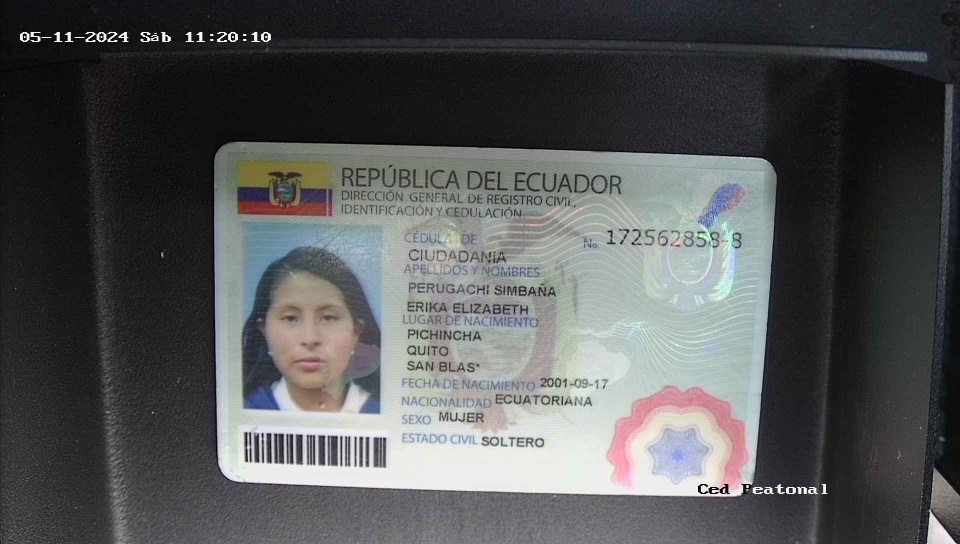 05-11-2024 Sáb 11:20:10
REPÚBLICA DEL ECUADOR
DIRECCIÓN GENERAL DE REGISTRO CIVIL,
IDENTIFICACIÓN Y CEDULACIÓN
CÉDULA DE No. 172562858-8
CIUDADANÍA
APELLIDOS Y NOMBRES
PERUGACHI SIMBAÑA
ERIKA ELIZABETH
LUGAR DE NACIMIENTO
PICHINCHA
QUITO
SAN BLAS*
FECHA DE NACIMIENTO 2001-09-17
NACIONALIDAD ECUATORIANA
SEXO MUJER
ESTADO CIVIL SOLTERO
Ced Peatonal